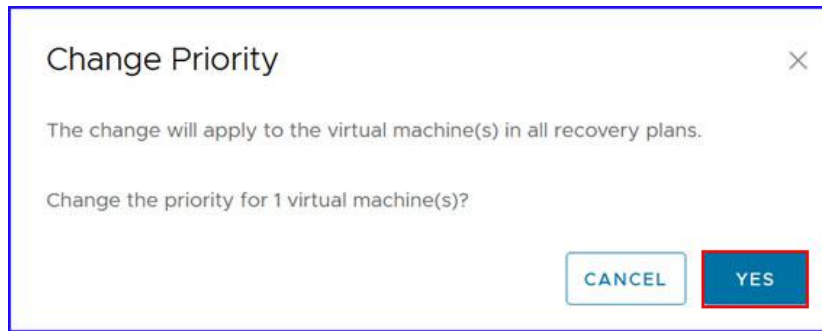 Change Priority
The change will apply to the virtual machine(s) in all recovery plans.
Change the priority for 1 virtual machine(s)?
CANCEL YES